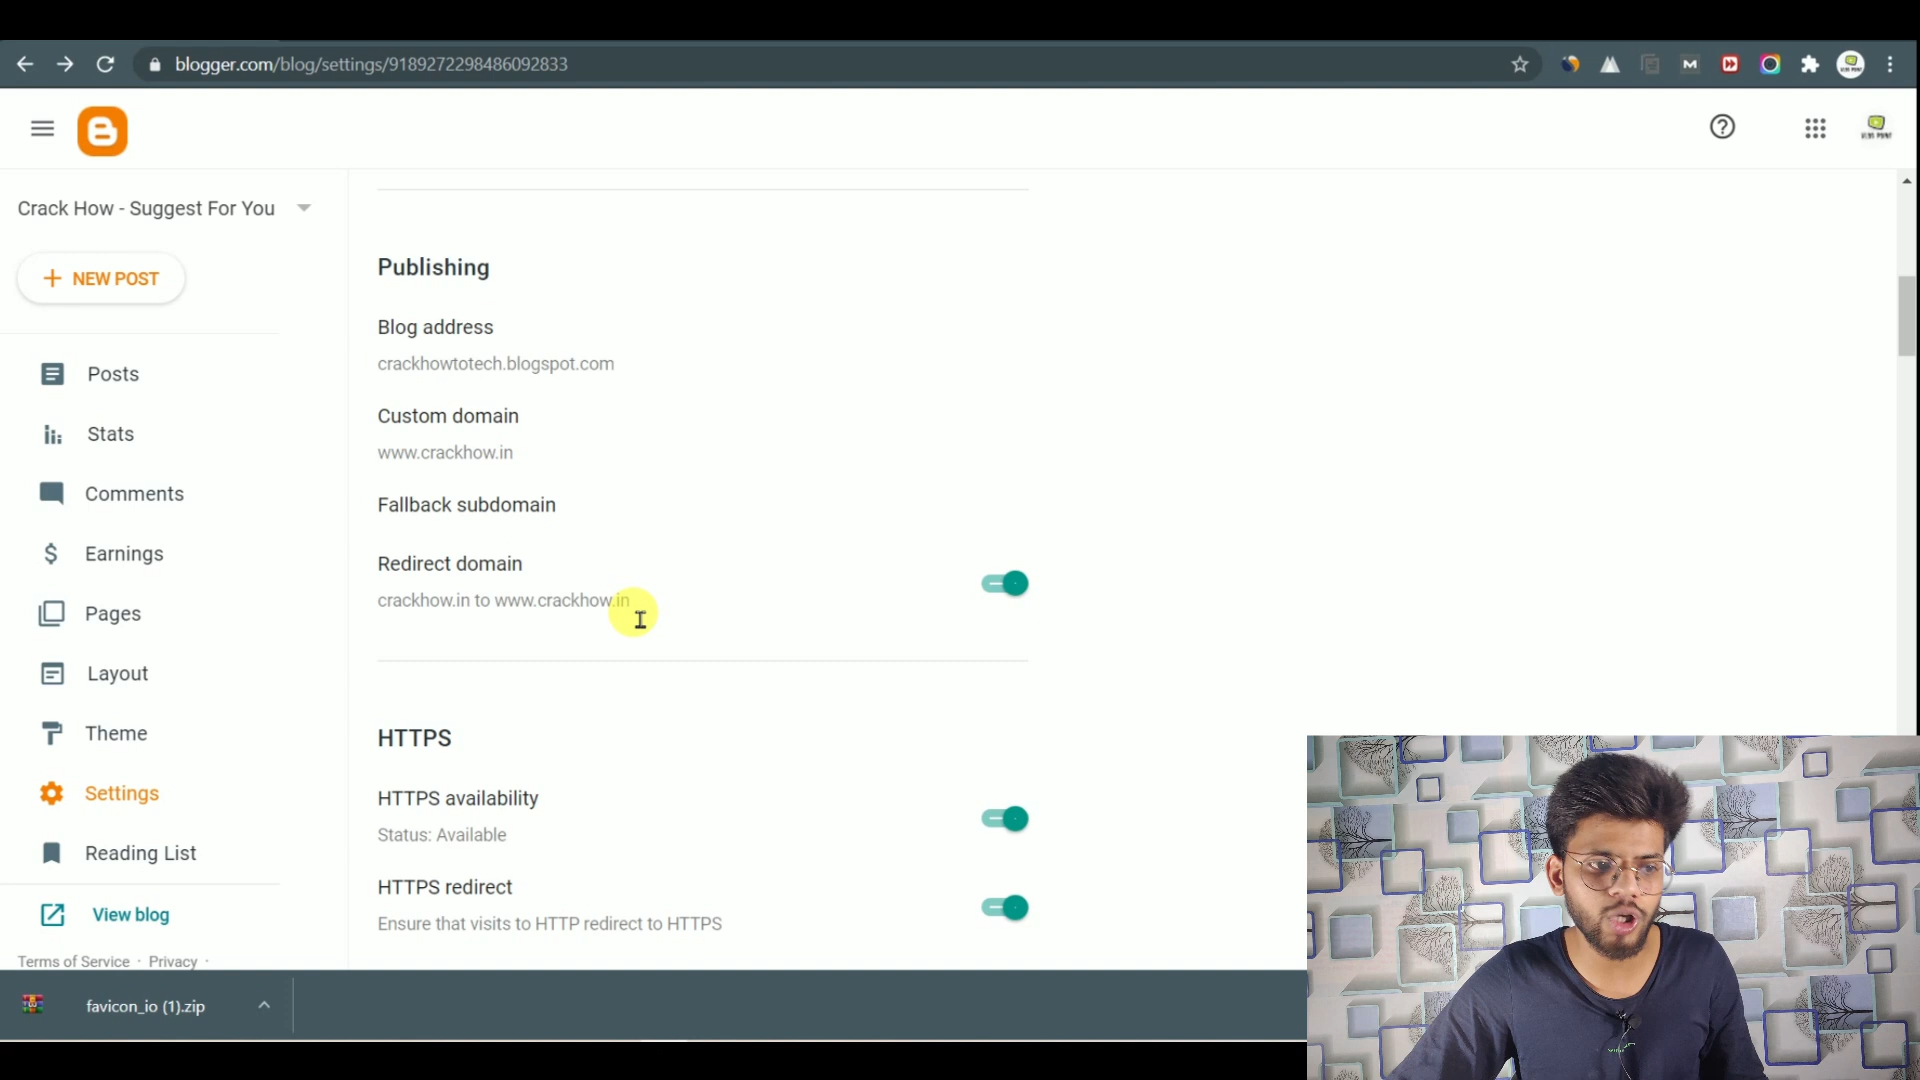 blogger.com/blog/settings/9189272298486092833
Crack How - Suggest For You
NEW POST
Posts
Stats
Comments
Earnings
Pages
Layout
Theme
Settings
Reading List
View blog
Terms of Service · Privacy ·
Publishing
Blog address
crackhowtotech.blogspot.com
Custom domain
www.crackhow.in
Fallback subdomain
Redirect domain
crackhow.in to www.crackhow.in
HTTPS
HTTPS availability
Status: Available
HTTPS redirect
Ensure that visits to HTTP redirect to HTTPS
favicon_io (1).zip